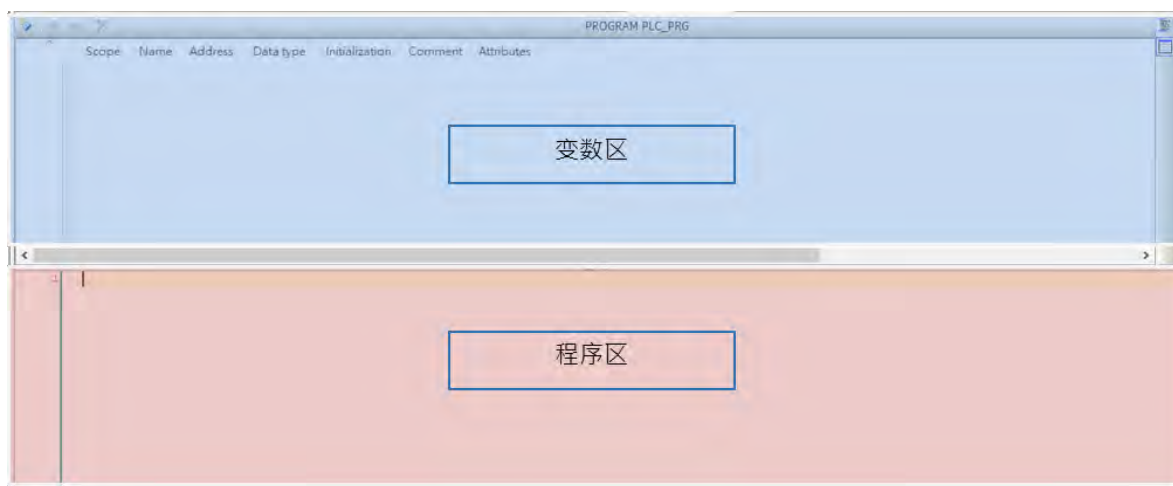 PROGRAM PLC_PRG
Scope Name Address Data type Initialization Comment Attributes
变数区
1
程序区